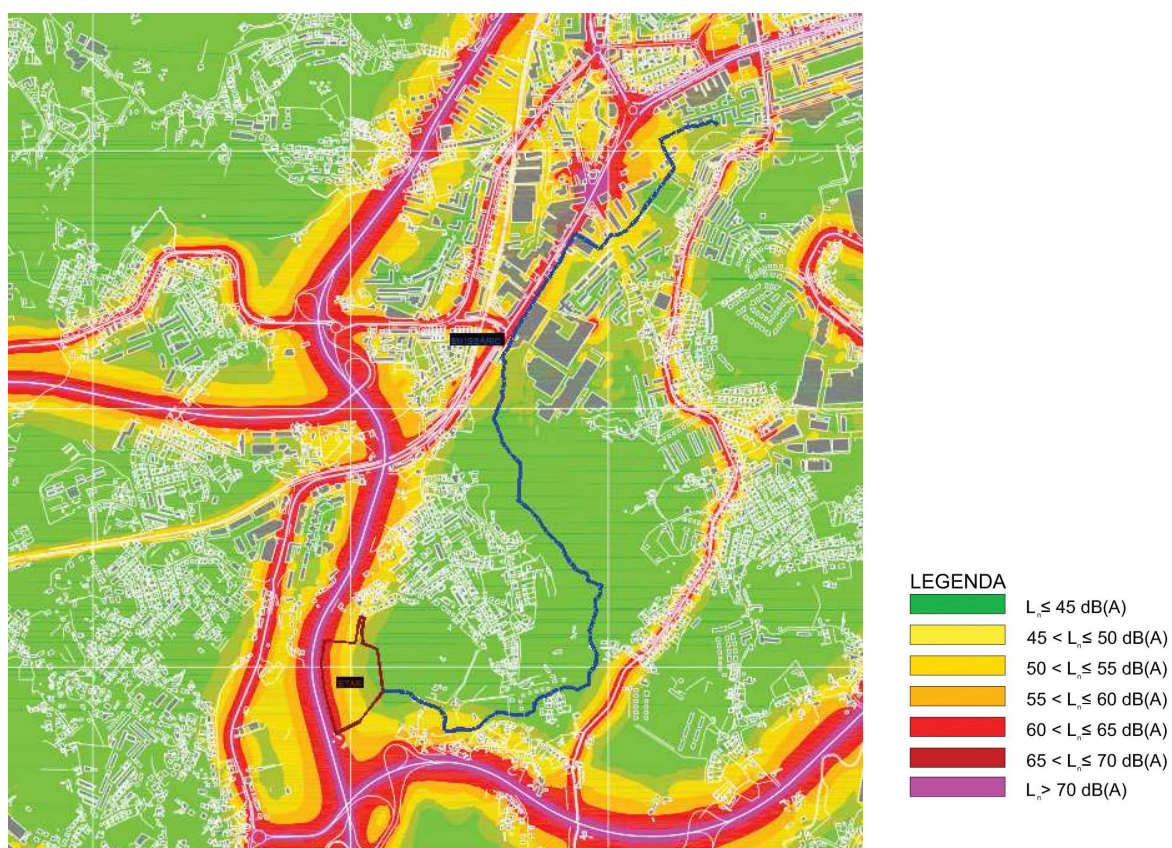 EMISSÁRIO
ETAR
LEGENDA
Lₙ ≤ 45 dB(A)
45 < Lₙ ≤ 50 dB(A)
50 < Lₙ ≤ 55 dB(A)
55 < Lₙ ≤ 60 dB(A)
60 < Lₙ ≤ 65 dB(A)
65 < Lₙ ≤ 70 dB(A)
Lₙ > 70 dB(A)